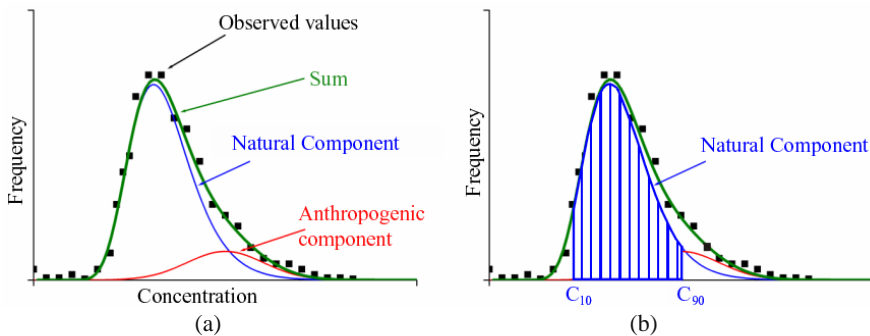 Observed values
Sum
Natural Component
Anthropogenic
component
Frequency
Concentration
(a)
Natural Component
Frequency
C₁₀
C₉₀
(b)